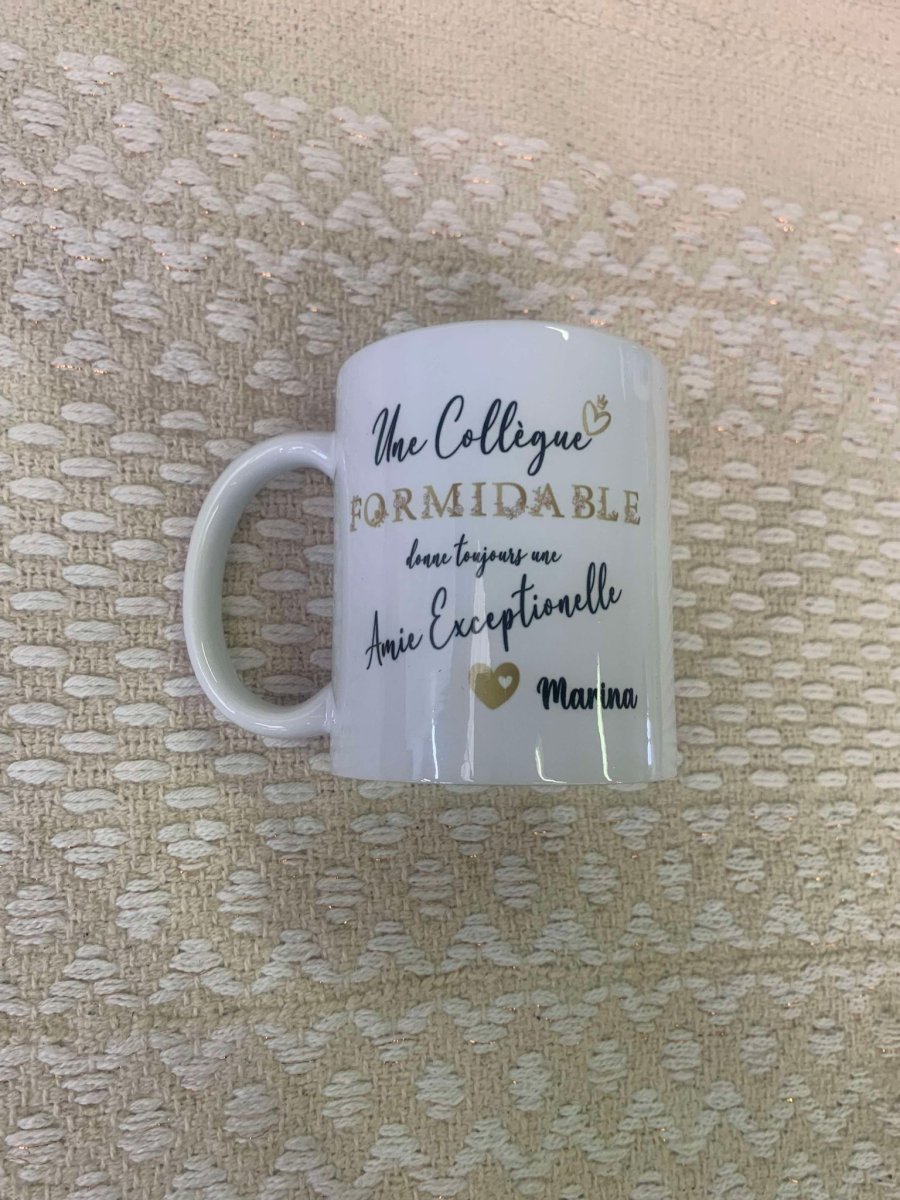 Une Collègue
FORMIDABLE
donne toujours une
Amie Exceptionelle
Marina